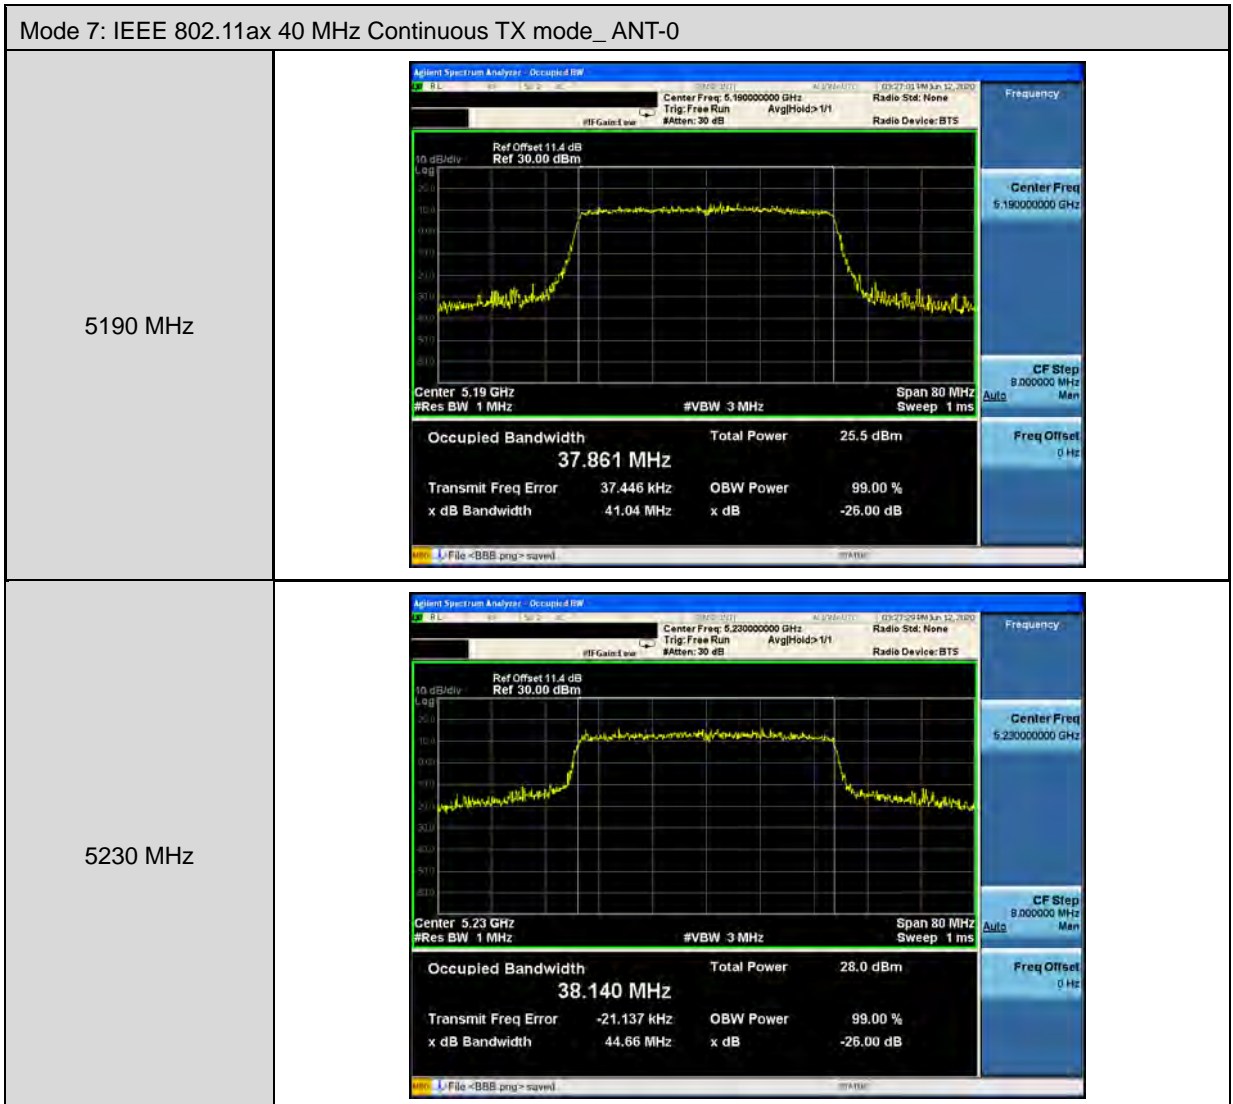 Mode 7: IEEE 802.11ax 40 MHz Continuous TX mode_ ANT-0
5190 MHz
Agilent Spectrum Analyzer - Occupied BW
Center Freq: 5.190000000 GHz
Radio Std: None
Trig: Free Run Avg|Hold:> 1/1
#IFGain:Low #Atten: 30 dB
Radio Device: BTS
Frequency
Ref Offset 11.4 dB
10 dB/div Ref 30.00 dBm
Log
Center Freq
5.190000000 GHz
CF Step
8.000000 MHz
Auto Man
Center 5.19 GHz Span 80 MHz
#Res BW 1 MHz #VBW 3 MHz Sweep 1 ms
Freq Offset
0 Hz
Occupied Bandwidth Total Power 25.5 dBm
37.861 MHz
Transmit Freq Error 37.446 kHz OBW Power 99.00 %
x dB Bandwidth 41.04 MHz x dB -26.00 dB
File <BBB.png> saved
5230 MHz
Agilent Spectrum Analyzer - Occupied BW
Center Freq: 5.230000000 GHz
Radio Std: None
Trig: Free Run Avg|Hold:> 1/1
#IFGain:Low #Atten: 30 dB
Radio Device: BTS
Frequency
Ref Offset 11.4 dB
10 dB/div Ref 30.00 dBm
Log
Center Freq
5.230000000 GHz
CF Step
8.000000 MHz
Auto Man
Center 5.23 GHz Span 80 MHz
#Res BW 1 MHz #VBW 3 MHz Sweep 1 ms
Freq Offset
0 Hz
Occupied Bandwidth Total Power 28.0 dBm
38.140 MHz
Transmit Freq Error -21.137 kHz OBW Power 99.00 %
x dB Bandwidth 44.66 MHz x dB -26.00 dB
File <BBB.png> saved